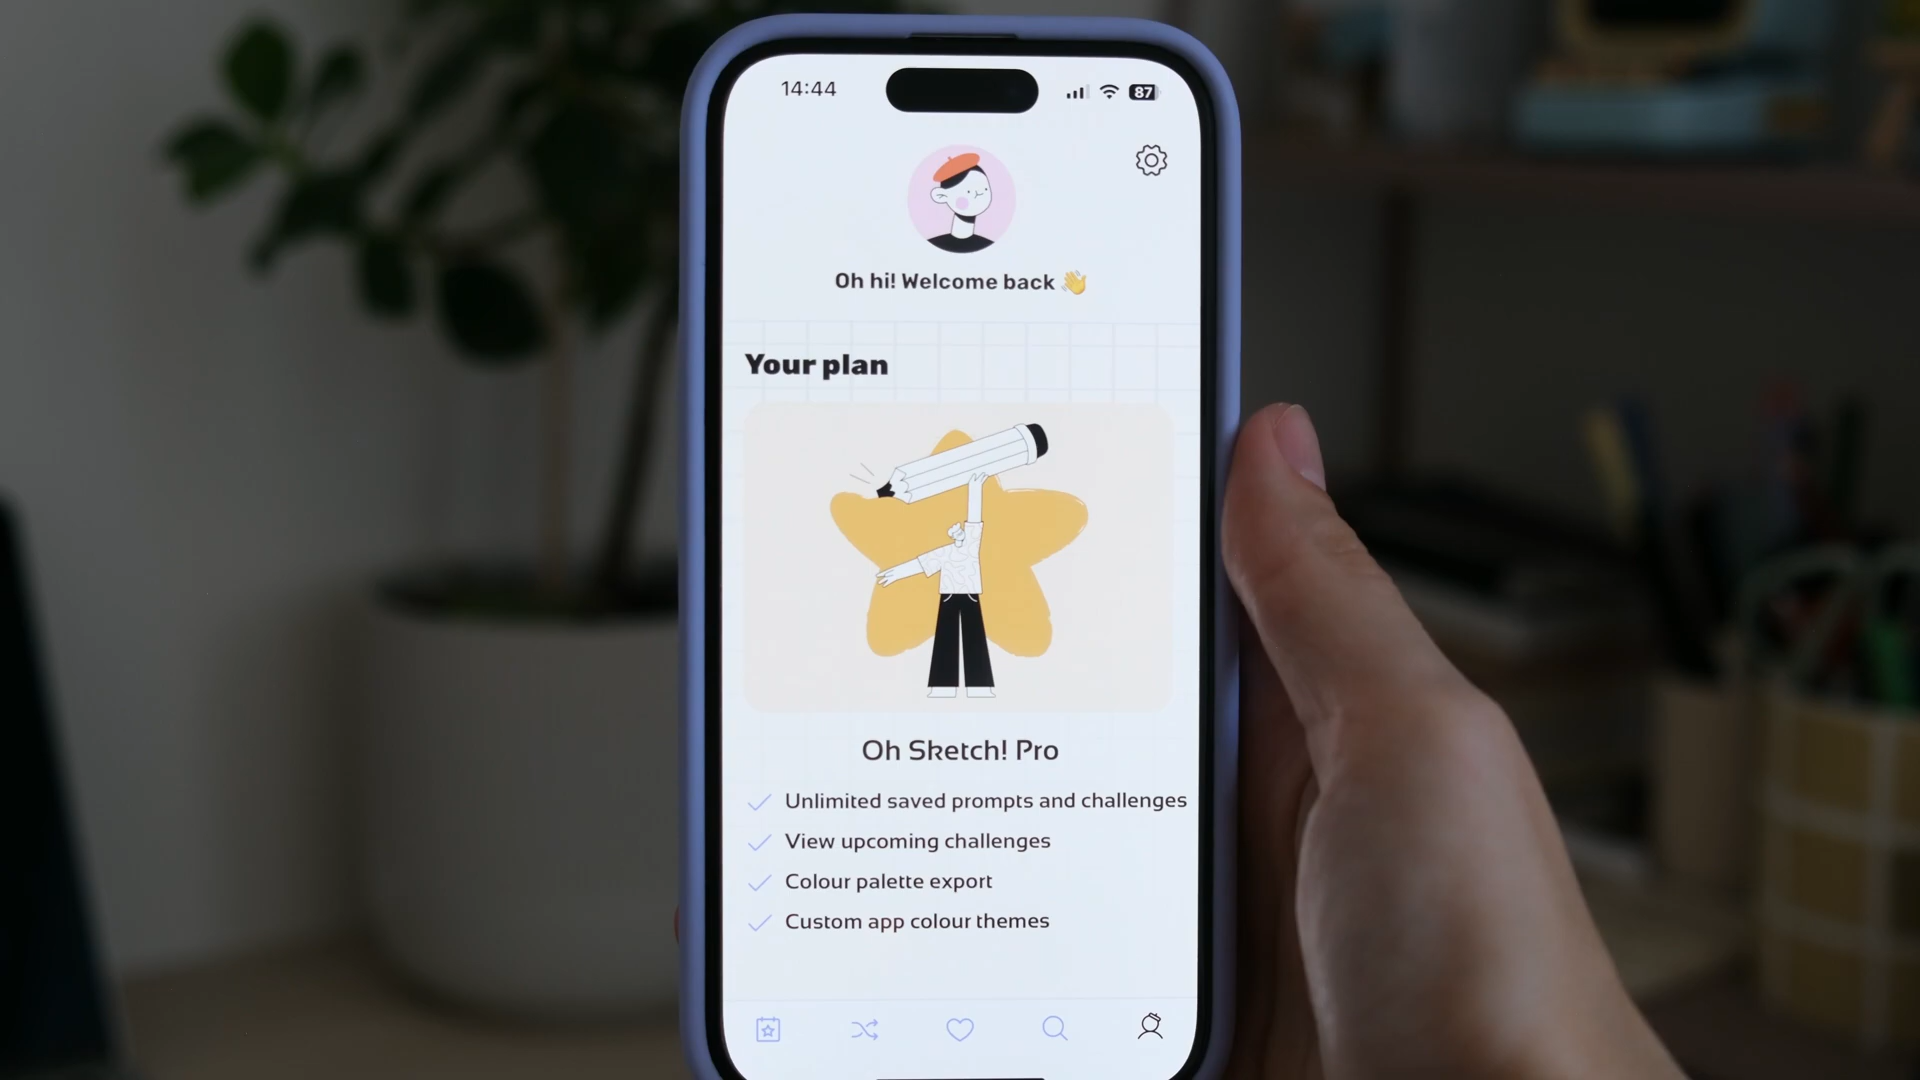 14:44
87
Oh hi! Welcome back 👋
Your plan
Oh Sketch! Pro
Unlimited saved prompts and challenges
View upcoming challenges
Colour palette export
Custom app colour themes